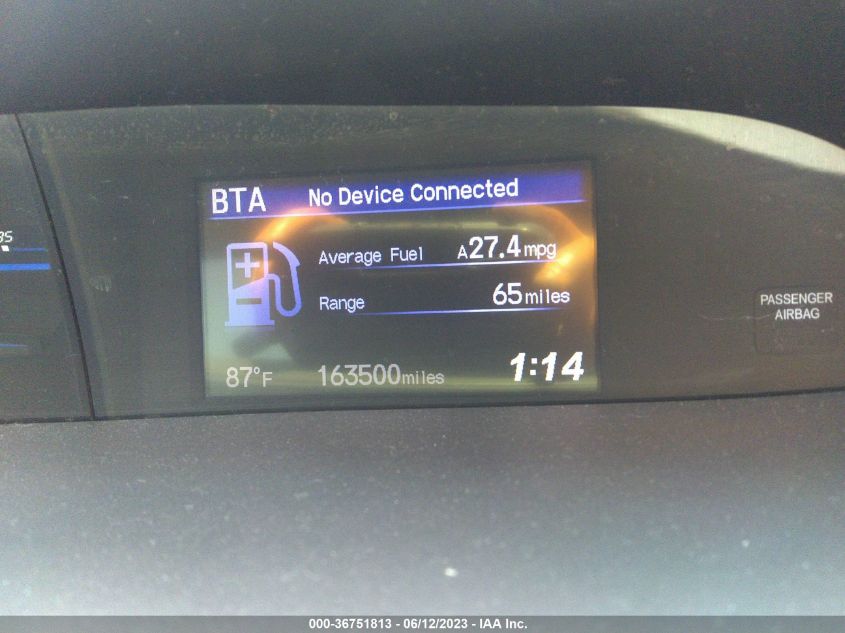 BTA No Device Connected
Average Fuel A27.4mpg
Range 65miles
87°F 163500miles 1:14
PASSENGER
AIRBAG
000-36751813 - 06/12/2023 - IAA Inc.